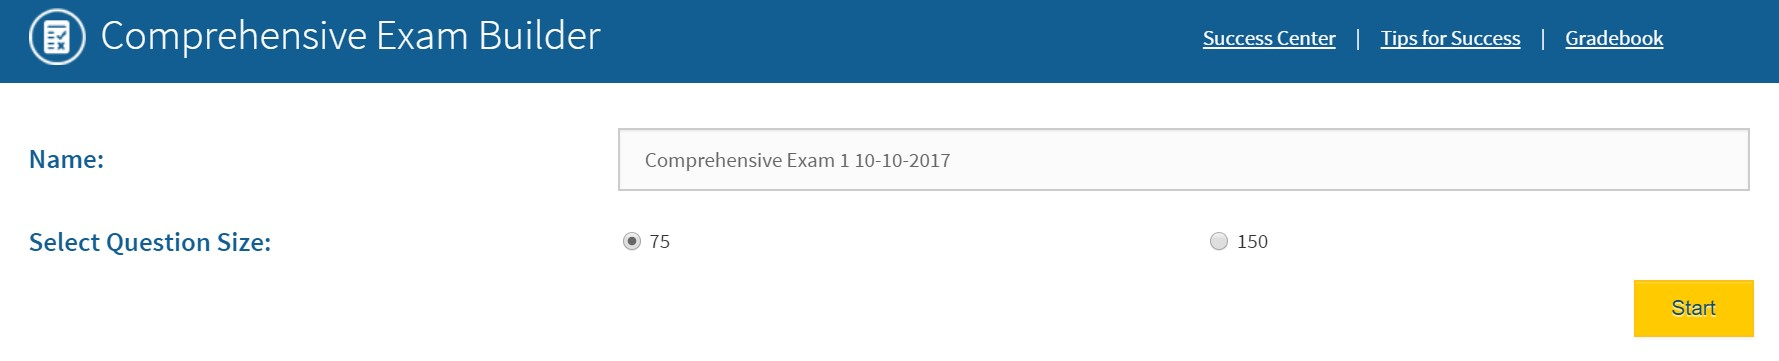 Comprehensive Exam Builder
Success Center | Tips for Success | Gradebook
Name: Comprehensive Exam 1 10-10-2017
Select Question Size: 75 150
Start